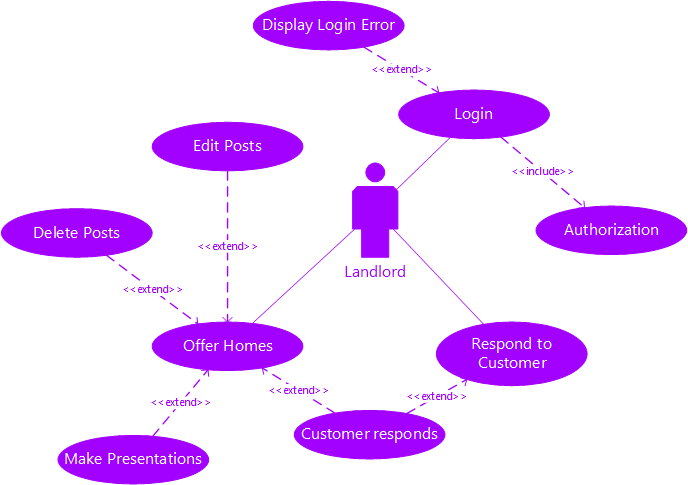 Display Login Error
<<extend>>
Login
Edit Posts
<<include>>
Delete Posts
Authorization
<<extend>>
Landlord
<<extend>>
Offer Homes
Respond to
Customer
<<extend>>
<<extend>>
<<extend>>
Customer responds
Make Presentations